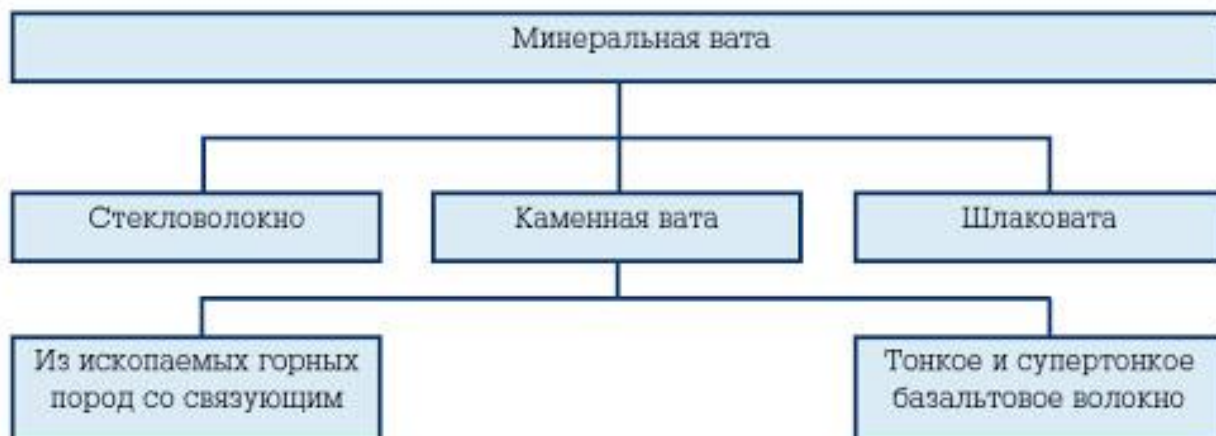 Минеральная вата
Стекловолокно
Каменная вата
Шлаковата
Из ископаемых горных
пород со связующим
Тонкое и супертонкое
базальтовое волокно